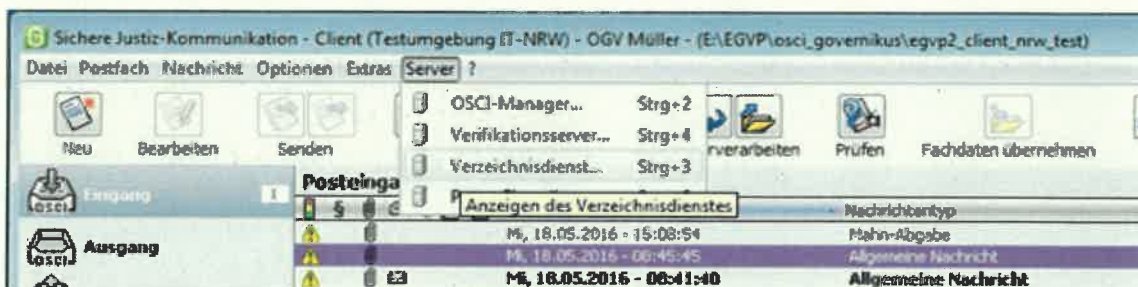 Sichere Justiz-Kommunikation - Client (Testumgebung IT-NRW) - OGV Müller - (E:\EGVP\osci_governikus\egvp2_client_nrw_test)
Datei Postfach Nachricht Optionen Extras Server ?
OSCI-Manager... Strg+2
Verifikationsserver... Strg+4
Verzeichnisdienst... Strg+3
Anzeigen des Verzeichnisdienstes
Neu Bearbeiten Senden rverarbeiten Prüfen Fachdaten übernehmen
osci Eingang 1 Posteinga
§ Nachrichtentyp
osci Ausgang
Mi, 18.05.2016 - 15:08:54 Mahn-Abgabe
Mi, 18.05.2016 - 08:45:45 Allgemeine Nachricht
Mi, 18.05.2016 - 08:41:40 Allgemeine Nachricht